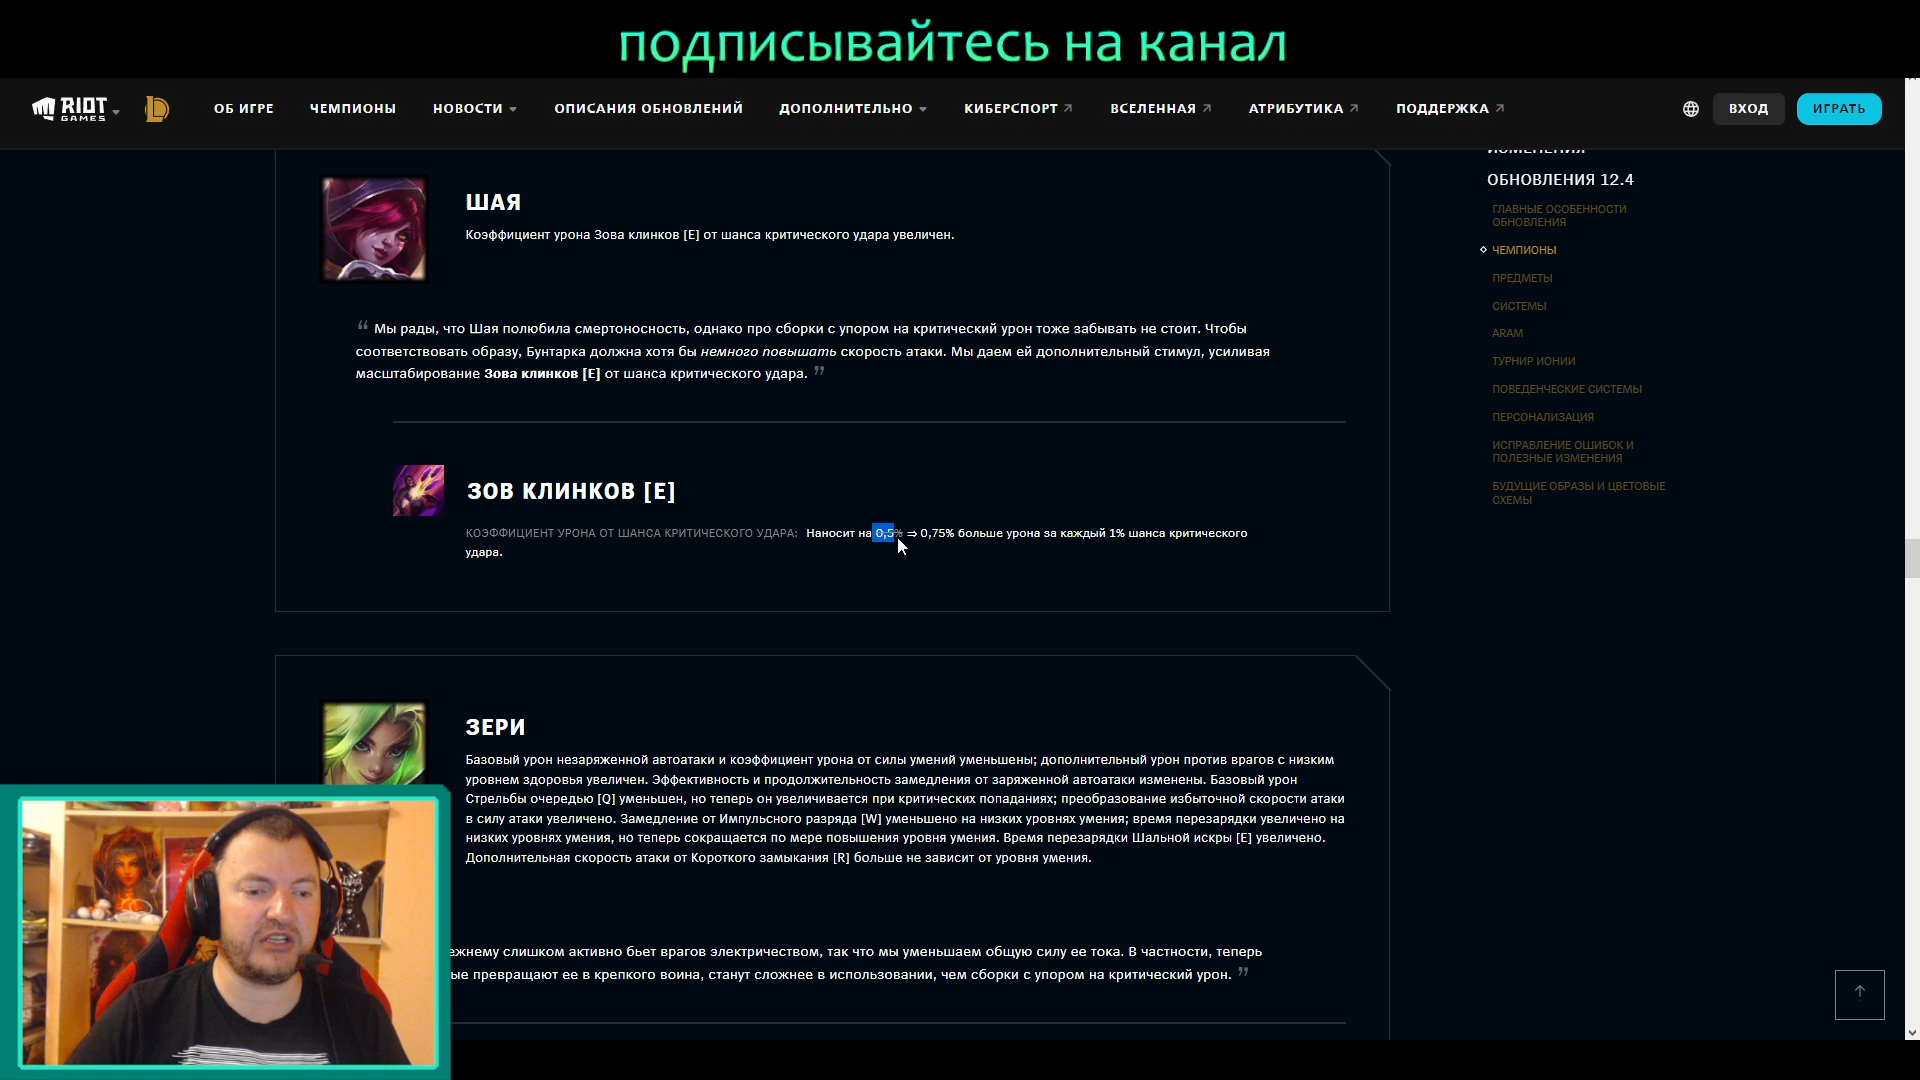 подписывайтесь на канал
RIOT GAMES
ОБ ИГРЕ
ЧЕМПИОНЫ
НОВОСТИ
ОПИСАНИЯ ОБНОВЛЕНИЙ
ДОПОЛНИТЕЛЬНО
КИБЕРСПОРТ
ВСЕЛЕННАЯ
АТРИБУТИКА
ПОДДЕРЖКА
ВХОД
ИГРАТЬ
ШАЯ
Коэффициент урона Зова клинков [E] от шанса критического удара увеличен.
“ Мы рады, что Шая полюбила смертоносность, однако про сборки с упором на критический урон тоже забывать не стоит. Чтобы
соответствовать образу, Бунтарка должна хотя бы немного повышать скорость атаки. Мы даем ей дополнительный стимул, усиливая
масштабирование Зова клинков [E] от шанса критического удара. ”
ЗОВ КЛИНКОВ [E]
КОЭФФИЦИЕНТ УРОНА ОТ ШАНСА КРИТИЧЕСКОГО УДАРА: Наносит на 0,5% ⇒ 0,75% больше урона за каждый 1% шанса критического
удара.
ЗЕРИ
Базовый урон незаряженной автоатаки и коэффициент урона от силы умений уменьшены; дополнительный урон против врагов с низким
уровнем здоровья увеличен. Эффективность и продолжительность замедления от заряженной автоатаки изменены. Базовый урон
Стрельбы очередью [Q] уменьшен, но теперь он увеличивается при критических попаданиях; преобразование избыточной скорости атаки
в силу атаки увеличено. Замедление от Импульсного разряда [W] уменьшено на низких уровнях умения; время перезарядки увеличено на
низких уровнях умения, но теперь сокращается по мере повышения уровня умения. Время перезарядки Шальной искры [E] увеличено.
Дополнительная скорость атаки от Короткого замыкания [R] больше не зависит от уровня умения.
ежнему слишком активно бьет врагов электричеством, так что мы уменьшаем общую силу ее тока. В частности, теперь
ые превращают ее в крепкого воина, станут сложнее в использовании, чем сборки с упором на критический урон. ”
ИЗМЕНЕНИЯ
ОБНОВЛЕНИЯ 12.4
ГЛАВНЫЕ ОСОБЕННОСТИ
ОБНОВЛЕНИЯ
ЧЕМПИОНЫ
ПРЕДМЕТЫ
СИСТЕМЫ
ARAM
ТУРНИР ИОНИИ
ПОВЕДЕНЧЕСКИЕ СИСТЕМЫ
ПЕРСОНАЛИЗАЦИЯ
ИСПРАВЛЕНИЕ ОШИБОК И
ПОЛЕЗНЫЕ ИЗМЕНЕНИЯ
БУДУЩИЕ ОБРАЗЫ И ЦВЕТОВЫЕ
СХЕМЫ